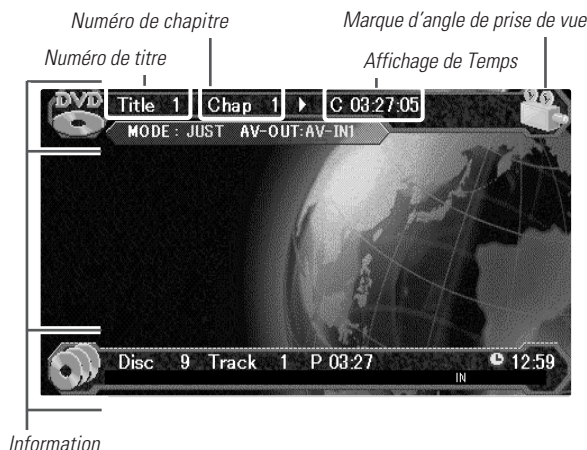 Numéro de chapitre
Marque d'angle de prise de vue
Numéro de titre
Affichage de Temps
DVD Title 1 Chap 1 C 03:27:05
MODE : JUST AV-OUT:AV-IN1
Disc 9 Track 1 P 03:27 12:59
IN
Information